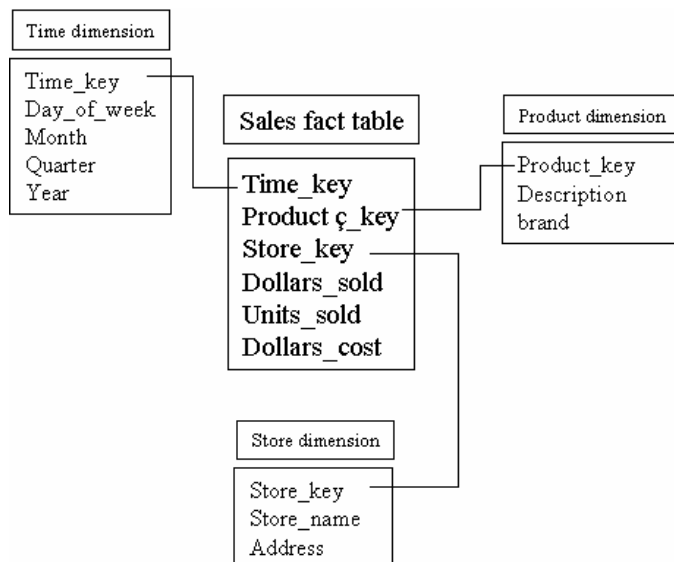 Time dimension
Time_key
Day_of_week
Month
Quarter
Year
Sales fact table
Time_key
Product ç_key
Store_key
Dollars_sold
Units_sold
Dollars_cost
Product dimension
Product_key
Description
brand
Store dimension
Store_key
Store_name
Address